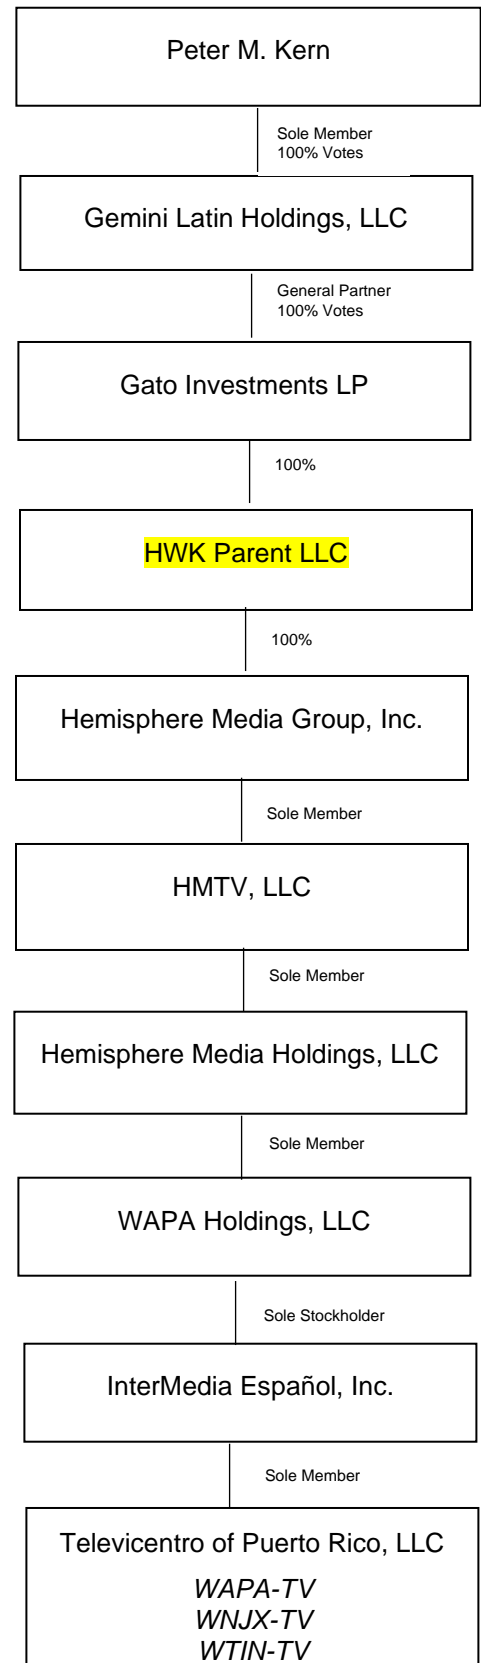 Peter M. Kern
Sole Member
100% Votes
Gemini Latin Holdings, LLC
General Partner
100% Votes
Gato Investments LP
100%
HWK Parent LLC
100%
Hemisphere Media Group, Inc.
Sole Member
HMTV, LLC
Sole Member
Hemisphere Media Holdings, LLC
Sole Member
WAPA Holdings, LLC
Sole Stockholder
InterMedia Español, Inc.
Sole Member
Televicentro of Puerto Rico, LLC
WAPA-TV
WNJX-TV
WTIN-TV